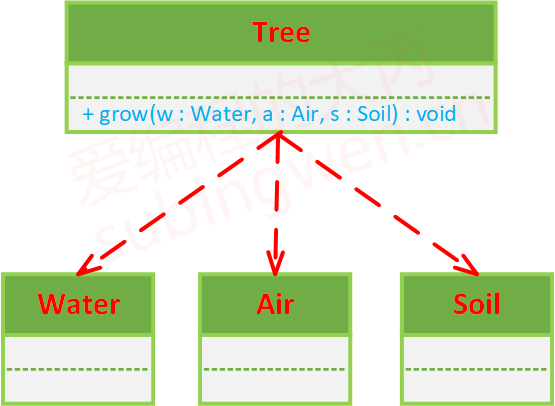 Tree
+ grow(w : Water, a : Air, s : Soil) : void
爱编程的大丙
subingwen.cn
Water
Air
Soil